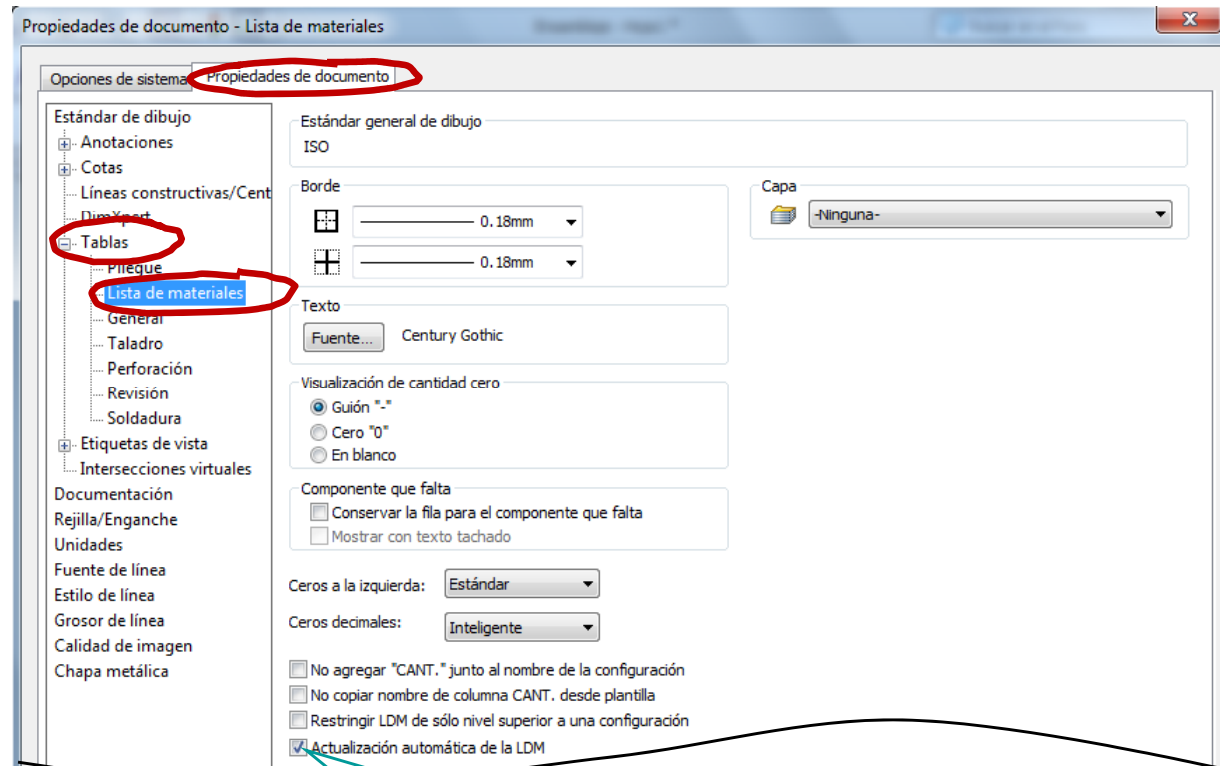 Propiedades de documento - Lista de materiales
Opciones de sistema
Propiedades de documento
Estándar de dibujo
Anotaciones
Cotas
Líneas constructivas/Cent
DimXpert
Tablas
Pliegue
Lista de materiales
General
Taladro
Perforación
Revisión
Soldadura
Etiquetas de vista
Intersecciones virtuales
Documentación
Rejilla/Enganche
Unidades
Fuente de línea
Estilo de línea
Grosor de línea
Calidad de imagen
Chapa metálica
Estándar general de dibujo
ISO
Borde
0.18mm
0.18mm
Capa
-Ninguna-
Texto
Fuente... Century Gothic
Visualización de cantidad cero
Guión "-"
Cero "0"
En blanco
Componente que falta
Conservar la fila para el componente que falta
Mostrar con texto tachado
Ceros a la izquierda: Estándar
Ceros decimales: Inteligente
No agregar "CANT." junto al nombre de la configuración
No copiar nombre de columna CANT. desde plantilla
Restringir LDM de sólo nivel superior a una configuración
Actualización automática de la LDM